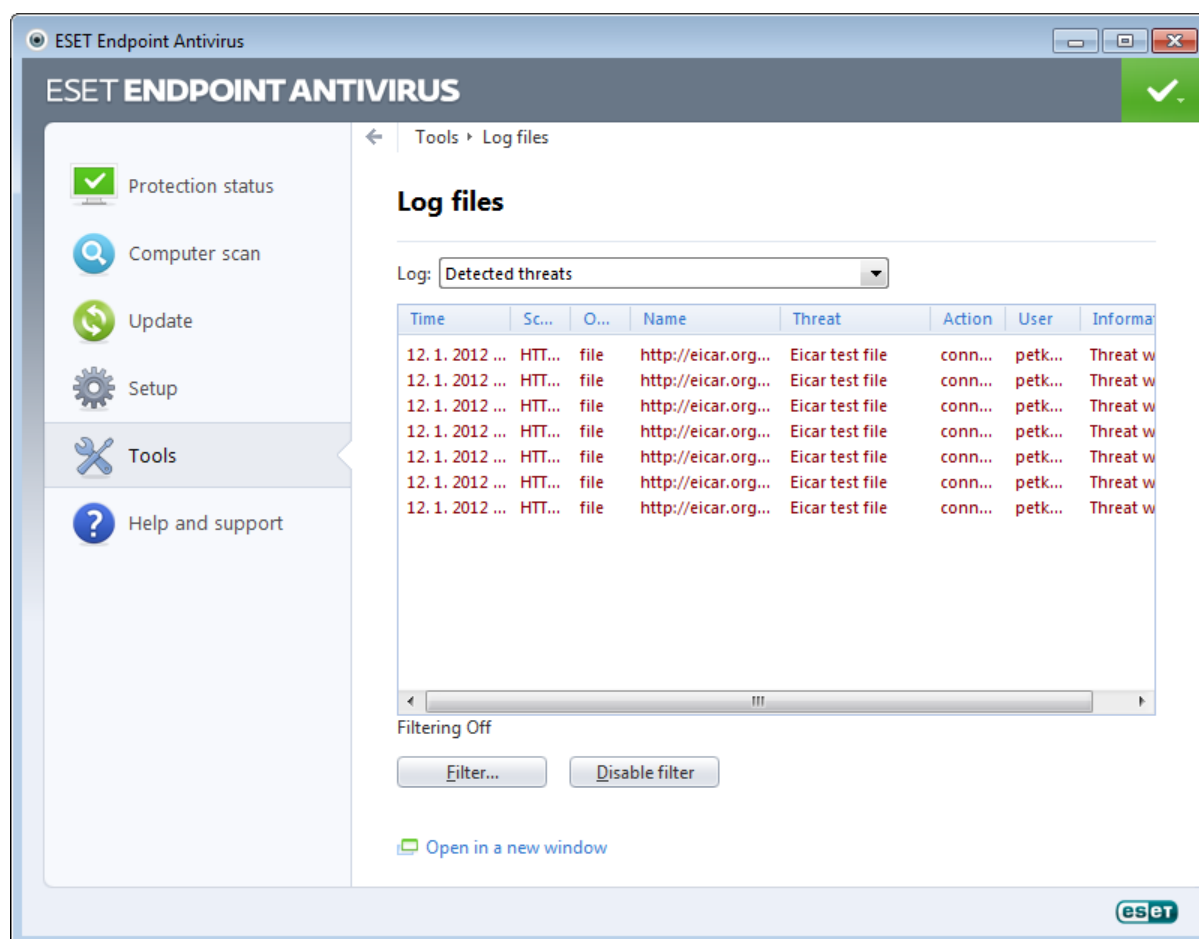 ESET Endpoint Antivirus
ESET ENDPOINT ANTIVIRUS
Tools ‣ Log files
Protection status
Computer scan
Update
Setup
Tools
Help and support
Log files
Log: Detected threats
Time Sc... O... Name Threat Action User Informa
12. 1. 2012 ... HTT... file http://eicar.org... Eicar test file conn... petk... Threat w
12. 1. 2012 ... HTT... file http://eicar.org... Eicar test file conn... petk... Threat w
12. 1. 2012 ... HTT... file http://eicar.org... Eicar test file conn... petk... Threat w
12. 1. 2012 ... HTT... file http://eicar.org... Eicar test file conn... petk... Threat w
12. 1. 2012 ... HTT... file http://eicar.org... Eicar test file conn... petk... Threat w
12. 1. 2012 ... HTT... file http://eicar.org... Eicar test file conn... petk... Threat w
12. 1. 2012 ... HTT... file http://eicar.org... Eicar test file conn... petk... Threat w
Filtering Off
Filter... Disable filter
Open in a new window
eset